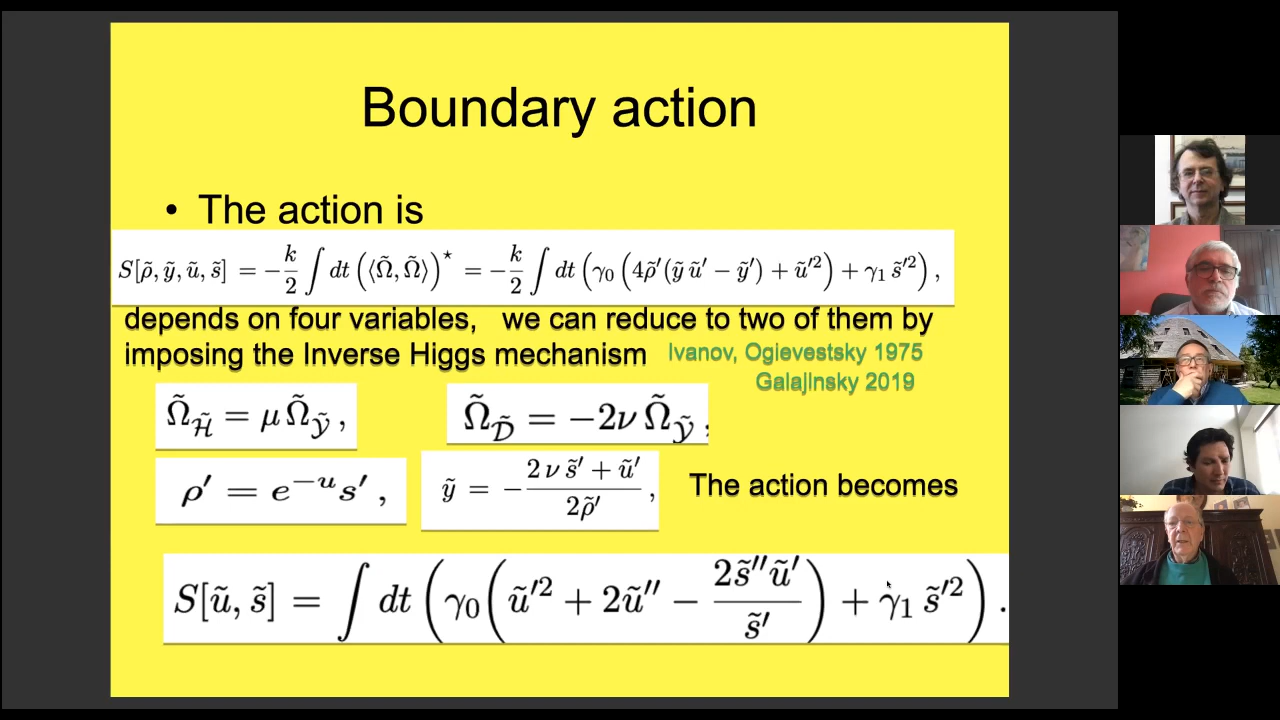 Boundary action
• The action is
S[ρ̃, ỹ, ũ, s̃] = −k/2 ∫ dt (⟨Ω̃, Ω̃⟩)^⋆ = −k/2 ∫ dt (γ₀ (4ρ̃′(ỹ ũ′ − ỹ′) + ũ′²) + γ₁ s̃′²) ,
depends on four variables, we can reduce to two of them by
imposing the Inverse Higgs mechanism Ivanov, Ogievestsky 1975
Galajinsky 2019
Ω̃_H̃ = μ Ω̃_Ỹ , Ω̃_D̃ = −2ν Ω̃_Ỹ ,
ρ′ = e^{−u} s′ , ỹ = − (2 ν s̃′ + ũ′)/(2ρ̃′) , The action becomes
S[ũ, s̃] = ∫ dt (γ₀ (ũ′² + 2ũ″ − (2s̃″ũ′)/s̃′) + γ₁ s̃′²) .